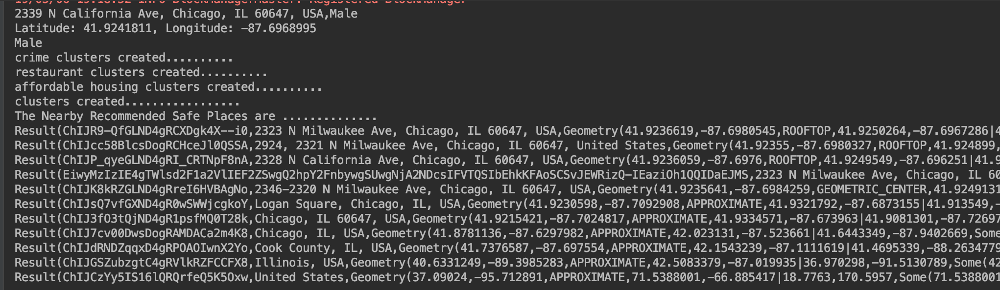 19/05/06 19:18:52 INFO BlockManagerMaster: Registered BlockManager
2339 N California Ave, Chicago, IL 60647, USA,Male
Latitude: 41.9241811, Longitude: -87.6968995
Male
crime clusters created..........
restaurant clusters created..........
affordable housing clusters created..........
clusters created.................
The Nearby Recommended Safe Places are ..............
Result(ChIJR9-QfGLND4gRCXDgk4X--i0,2323 N Milwaukee Ave, Chicago, IL 60647, USA,Geometry(41.9236619,-87.6980545,ROOFTOP,41.9250264,-87.6967286|4
Result(ChIJcc58BlcsDogRCHceJl0QSSA,2924, 2321 N Milwaukee Ave, Chicago, IL 60647, United States,Geometry(41.92355,-87.6980327,ROOFTOP,41.924899,
Result(ChIJP_qyeGLND4gRI_CRTNpF8nA,2328 N California Ave, Chicago, IL 60647, USA,Geometry(41.9236059,-87.6976,ROOFTOP,41.9249549,-87.696251|41.9
Result(EiwyMzIzIE4gTWlsd2F1a2VlIEF2ZSwgQ2hpY2FnbywgSUwgNjA2NDcsIFVTQSIbEhkKFAoSCSvJEWRizQ-IEaziOh1QQIDaEJMS,2323 N Milwaukee Ave, Chicago, IL 60
Result(ChIJK8kRZGLND4gRreI6HVBAgNo,2346-2320 N Milwaukee Ave, Chicago, IL 60647, USA,Geometry(41.9235641,-87.6984259,GEOMETRIC_CENTER,41.9249131
Result(ChIJsQ7vfGXND4gR0wSWWjcgkoY,Logan Square, Chicago, IL, USA,Geometry(41.9230598,-87.7092908,APPROXIMATE,41.9321792,-87.6873155|41.913549,-
Result(ChIJ3fO3tQjND4gR1psfMQ0T28k,Chicago, IL 60647, USA,Geometry(41.9215421,-87.7024817,APPROXIMATE,41.9334571,-87.673963|41.9081301,-87.72697
Result(ChIJ7cv00DwsDogRAMDACa2m4K8,Chicago, IL, USA,Geometry(41.8781136,-87.6297982,APPROXIMATE,42.023131,-87.523661|41.6443349,-87.9402669,Some
Result(ChIJdRNDZqqxD4gRPOAOIwnX2Yo,Cook County, IL, USA,Geometry(41.7376587,-87.697554,APPROXIMATE,42.1543239,-87.1111619|41.4695339,-88.2634779
Result(ChIJGSZubzgtC4gRVlkRZFCCFX8,Illinois, USA,Geometry(40.6331249,-89.3985283,APPROXIMATE,42.5083379,-87.019935|36.970298,-91.5130789,Some(42
Result(ChIJCzYy5IS16lQRQrfeQ5K5Oxw,United States,Geometry(37.09024,-95.712891,APPROXIMATE,71.5388001,-66.885417|18.7763,170.5957,Some(71.5388001